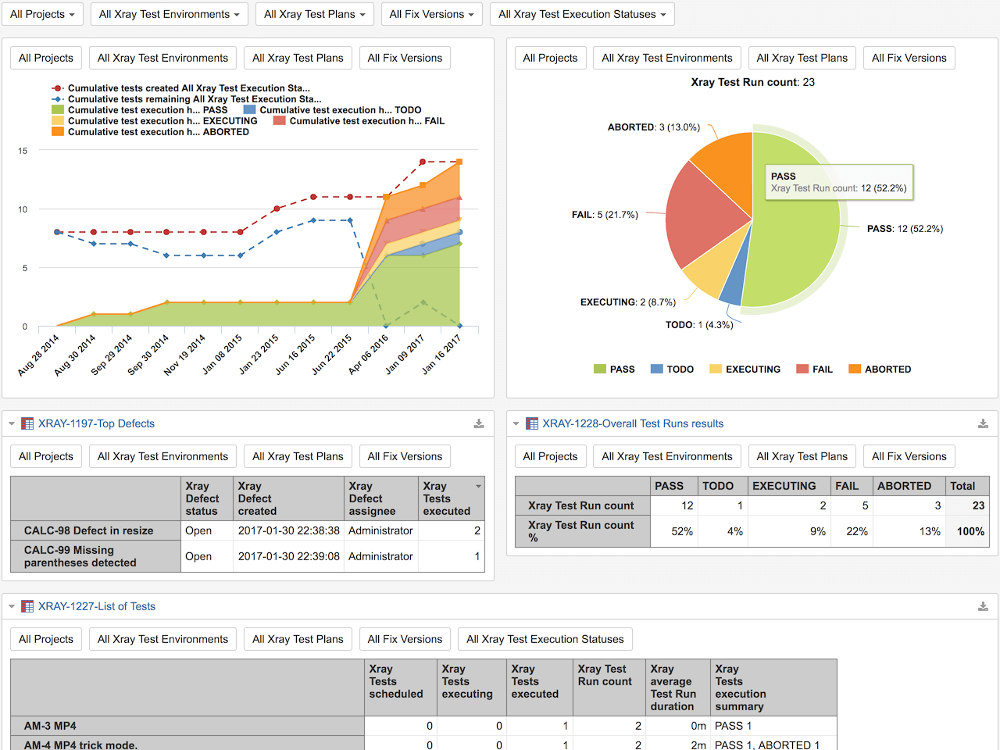 All Projects
All Xray Test Environments
All Xray Test Plans
All Fix Versions
All Xray Test Execution Statuses
All Projects
All Xray Test Environments
All Xray Test Plans
All Fix Versions
Cumulative tests created All Xray Test Execution Sta...
Cumulative tests remaining All Xray Test Execution Sta...
Cumulative test execution h... PASS
Cumulative test execution h... TODO
Cumulative test execution h... EXECUTING
Cumulative test execution h... FAIL
Cumulative test execution h... ABORTED
15
10
5
0
Aug 28 2014
Aug 30 2014
Sep 29 2014
Sep 30 2014
Nov 19 2014
Jan 08 2015
Jan 23 2015
Jun 16 2015
Jun 22 2015
Apr 06 2016
Jan 09 2017
Jan 16 2017
All Projects
All Xray Test Environments
All Xray Test Plans
All Fix Versions
Xray Test Run count: 23
ABORTED: 3 (13.0%)
PASS
Xray Test Run count: 12 (52.2%)
FAIL: 5 (21.7%)
PASS: 12 (52.2%)
EXECUTING: 2 (8.7%)
TODO: 1 (4.3%)
PASS
TODO
EXECUTING
FAIL
ABORTED
XRAY-1197-Top Defects
All Projects
All Xray Test Environments
All Xray Test Plans
All Fix Versions
Xray Defect status
Xray Defect created
Xray Defect assignee
Xray Tests executed
CALC-98 Defect in resize
Open
2017-01-30 22:38:38
Administrator
2
CALC-99 Missing parentheses detected
Open
2017-01-30 22:39:08
Administrator
1
XRAY-1228-Overall Test Runs results
All Projects
All Xray Test Environments
All Xray Test Plans
All Fix Versions
PASS
TODO
EXECUTING
FAIL
ABORTED
Total
Xray Test Run count
12
1
2
5
3
23
Xray Test Run count %
52%
4%
9%
22%
13%
100%
XRAY-1227-List of Tests
All Projects
All Xray Test Environments
All Xray Test Plans
All Fix Versions
All Xray Test Execution Statuses
Xray Tests scheduled
Xray Tests executing
Xray Tests executed
Xray Test Run count
Xray average Test Run duration
Xray Tests execution summary
AM-3 MP4
0
0
1
2
0m
PASS 1
AM-4 MP4 trick mode.
0
0
1
2
2m
PASS 1, ABORTED 1